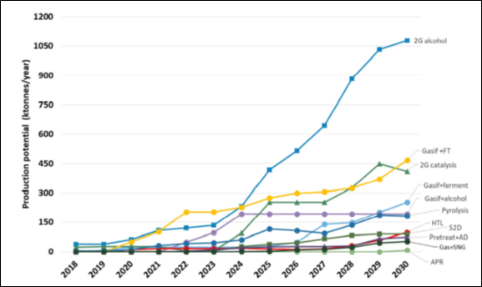 1200
1050
900
750
600
450
300
150
0
Production potential (ktonnes/year)
2018
2019
2020
2021
2022
2023
2024
2025
2026
2027
2028
2029
2030
2G alcohol
Gasif +FT
2G catalysis
Gasif+ferment
Gasif+alcohol
Pyrolysis
HTL
S2D
Pretreat+AD
Gas+SNG
APR